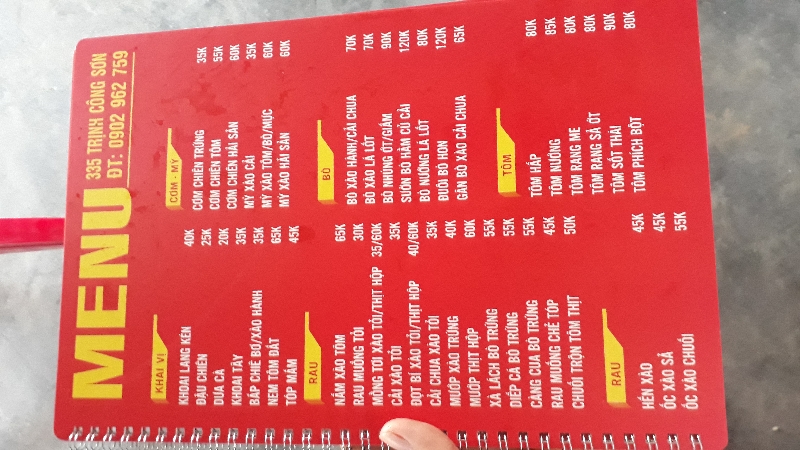 MENU
335 TRỊNH CÔNG SƠN
ĐT: 0902 962 759
KHAI VỊ
KHOAI LANG KÉN 40K
ĐẬU CHIÊN 25K
DƯA CÀ 20K
KHOAI TÂY 35K
BẮP CHẾ BƠ/XÀO HÀNH 35K
NEM TÔM ĐẤT 65K
TÓP MẮM 45K
RAU
NẤM XÀO TÔM 65K
RAU MUỐNG TỎI 30K
MỒNG TƠI XÀO TỎI/THỊT HỘP 35/60K
CẢI XÀO TỎI 35K
ĐỌT BÍ XÀO TỎI/THỊT HỘP 40/60K
CÀ CHUA XÀO TỎI 35K
MƯỚP XÀO TRỨNG 40K
MƯỚP THỊT HỘP 60K
XÀ LÁCH BÒ TRỨNG 55K
DIẾP CÁ BÒ TRỨNG 55K
CÀNG CUA BÒ TRỨNG 55K
RAU MUỐNG CHẺ TÓP 45K
CHUỐI TRỘN TÔM THỊT 50K
RAU
HẾN XÀO 45K
ỐC XÀO SẢ 45K
ỐC XÀO CHUỐI 55K
CƠM - MỲ
CƠM CHIÊN TRỨNG 35K
CƠM CHIÊN TÔM 55K
CƠM CHIÊN HẢI SẢN 60K
MỲ XÀO CẢI 35K
MỲ XÀO TÔM/BÒ/MỰC 60K
MỲ XÀO HẢI SẢN 60K
BÒ
BÒ XÀO HÀNH/CẢI CHUA 70K
BÒ XÀO LÁ LỐT 70K
BÒ NHÚNG ỚT/GIẤM 90K
SƯỜN BÒ HẦM CỦ CẢI 120K
BÒ NƯỚNG LÁ LỐT 80K
ĐUÔI BÒ HON 120K
GÂN BÒ XÀO CẢI CHUA 65K
TÔM
TÔM HẤP 80K
TÔM NƯỚNG 85K
TÔM RANG ME 80K
TÔM RANG SẢ ỚT 80K
TÔM SỐT THÁI 90K
TÔM PHÍCH BỘT 80K